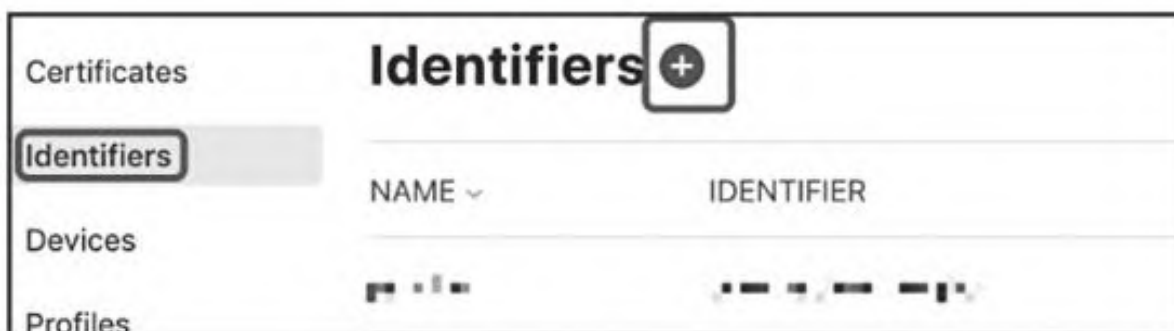 Certificates
Identifiers
Devices
Profiles
Identifiers +
NAME
IDENTIFIER